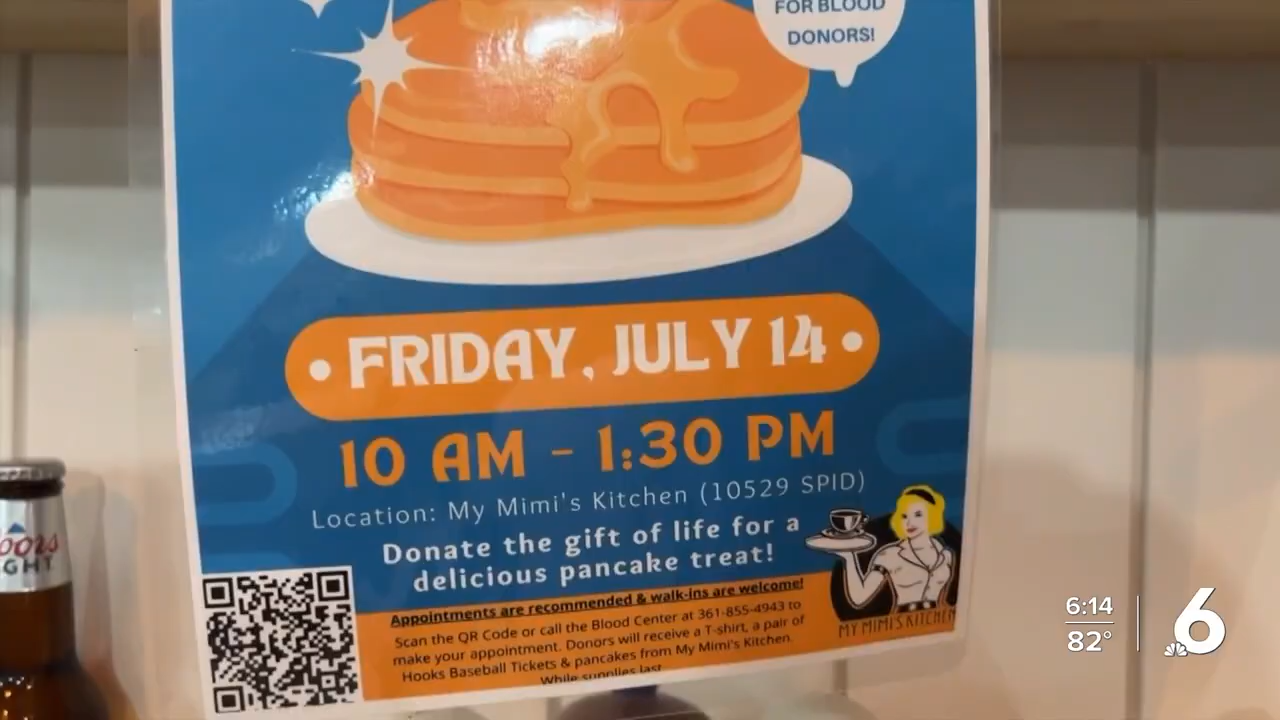 FOR BLOOD
DONORS!
• FRIDAY, JULY 14 •
10 AM - 1:30 PM
Location: My Mimi's Kitchen (10529 SPID)
Donate the gift of life for a
delicious pancake treat!
Appointments are recommended & walk-ins are welcome!
Scan the QR Code or call the Blood Center at 361-855-4943 to
make your appointment. Donors will receive a T-shirt, a pair of
Hooks Baseball Tickets & pancakes from My Mimi's Kitchen.
While supplies last
MY MIMI'S KITCHEN
6:14
82°
6